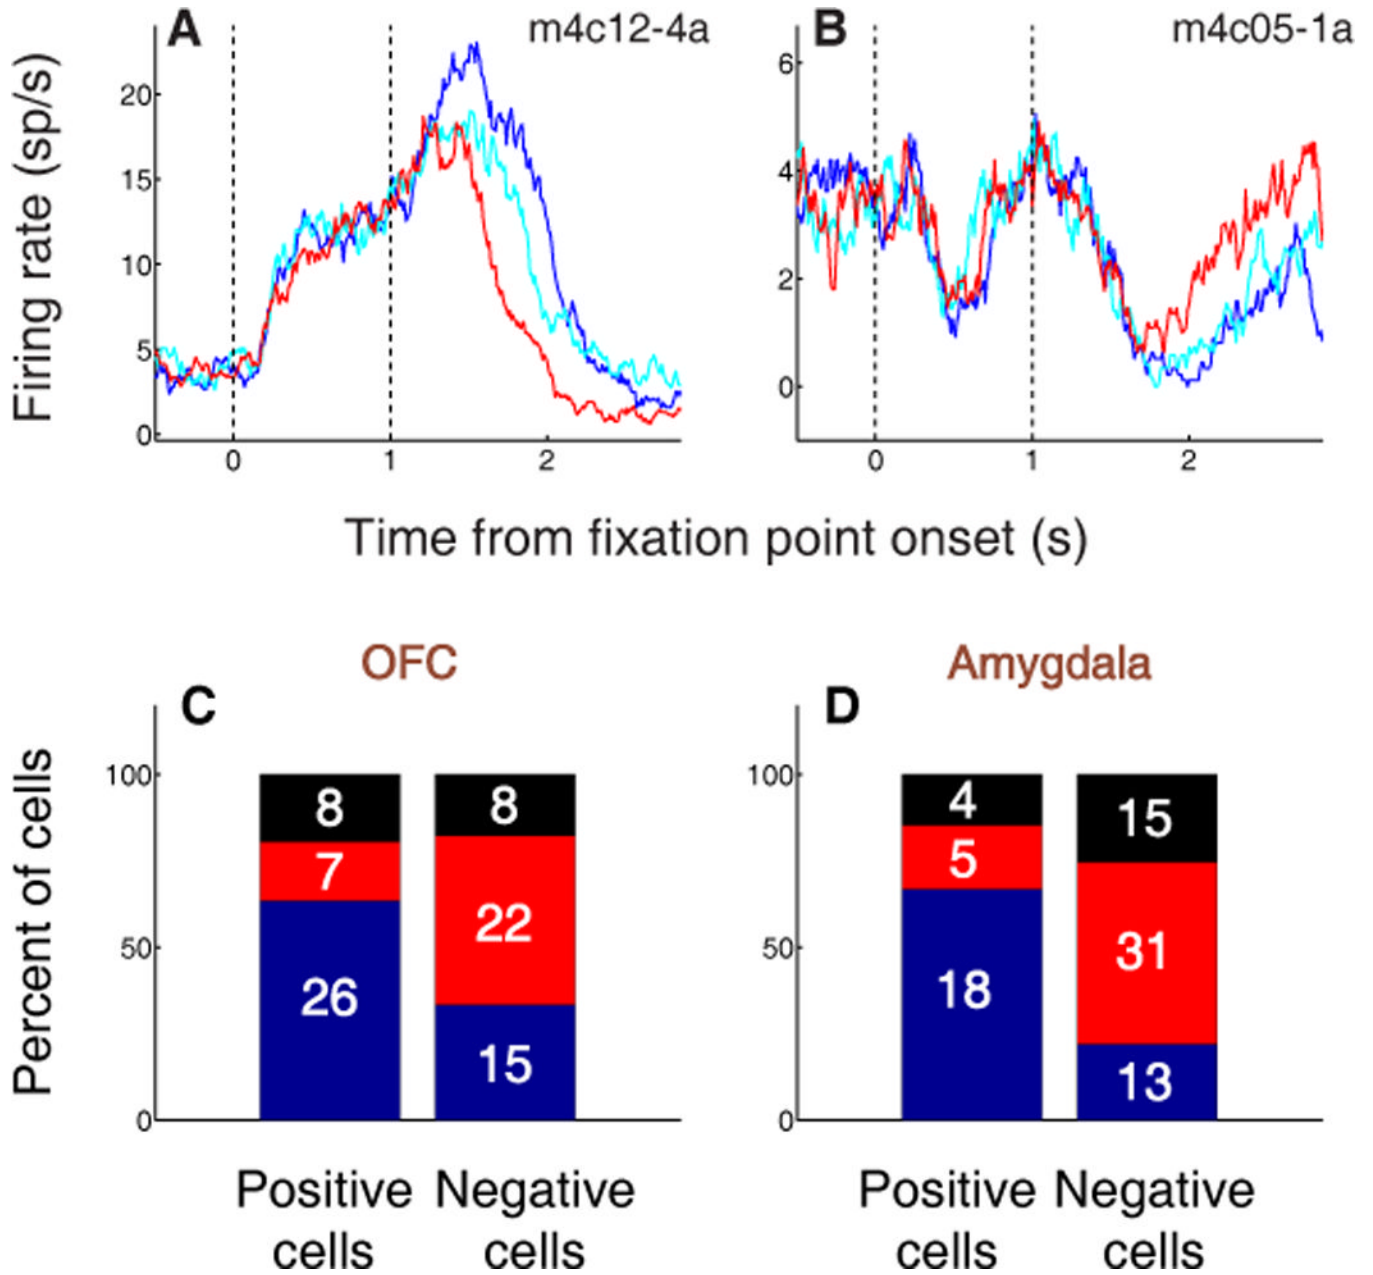 A
m4c12-4a
B
m4c05-1a
Firing rate (sp/s)
20
15
10
5
0
0
1
2
6
4
2
0
0
1
2
Time from fixation point onset (s)
OFC
Amygdala
C
D
Percent of cells
100
50
0
8
7
26
8
22
15
100
50
0
4
5
18
15
31
13
Positive
cells
Negative
cells
Positive
cells
Negative
cells